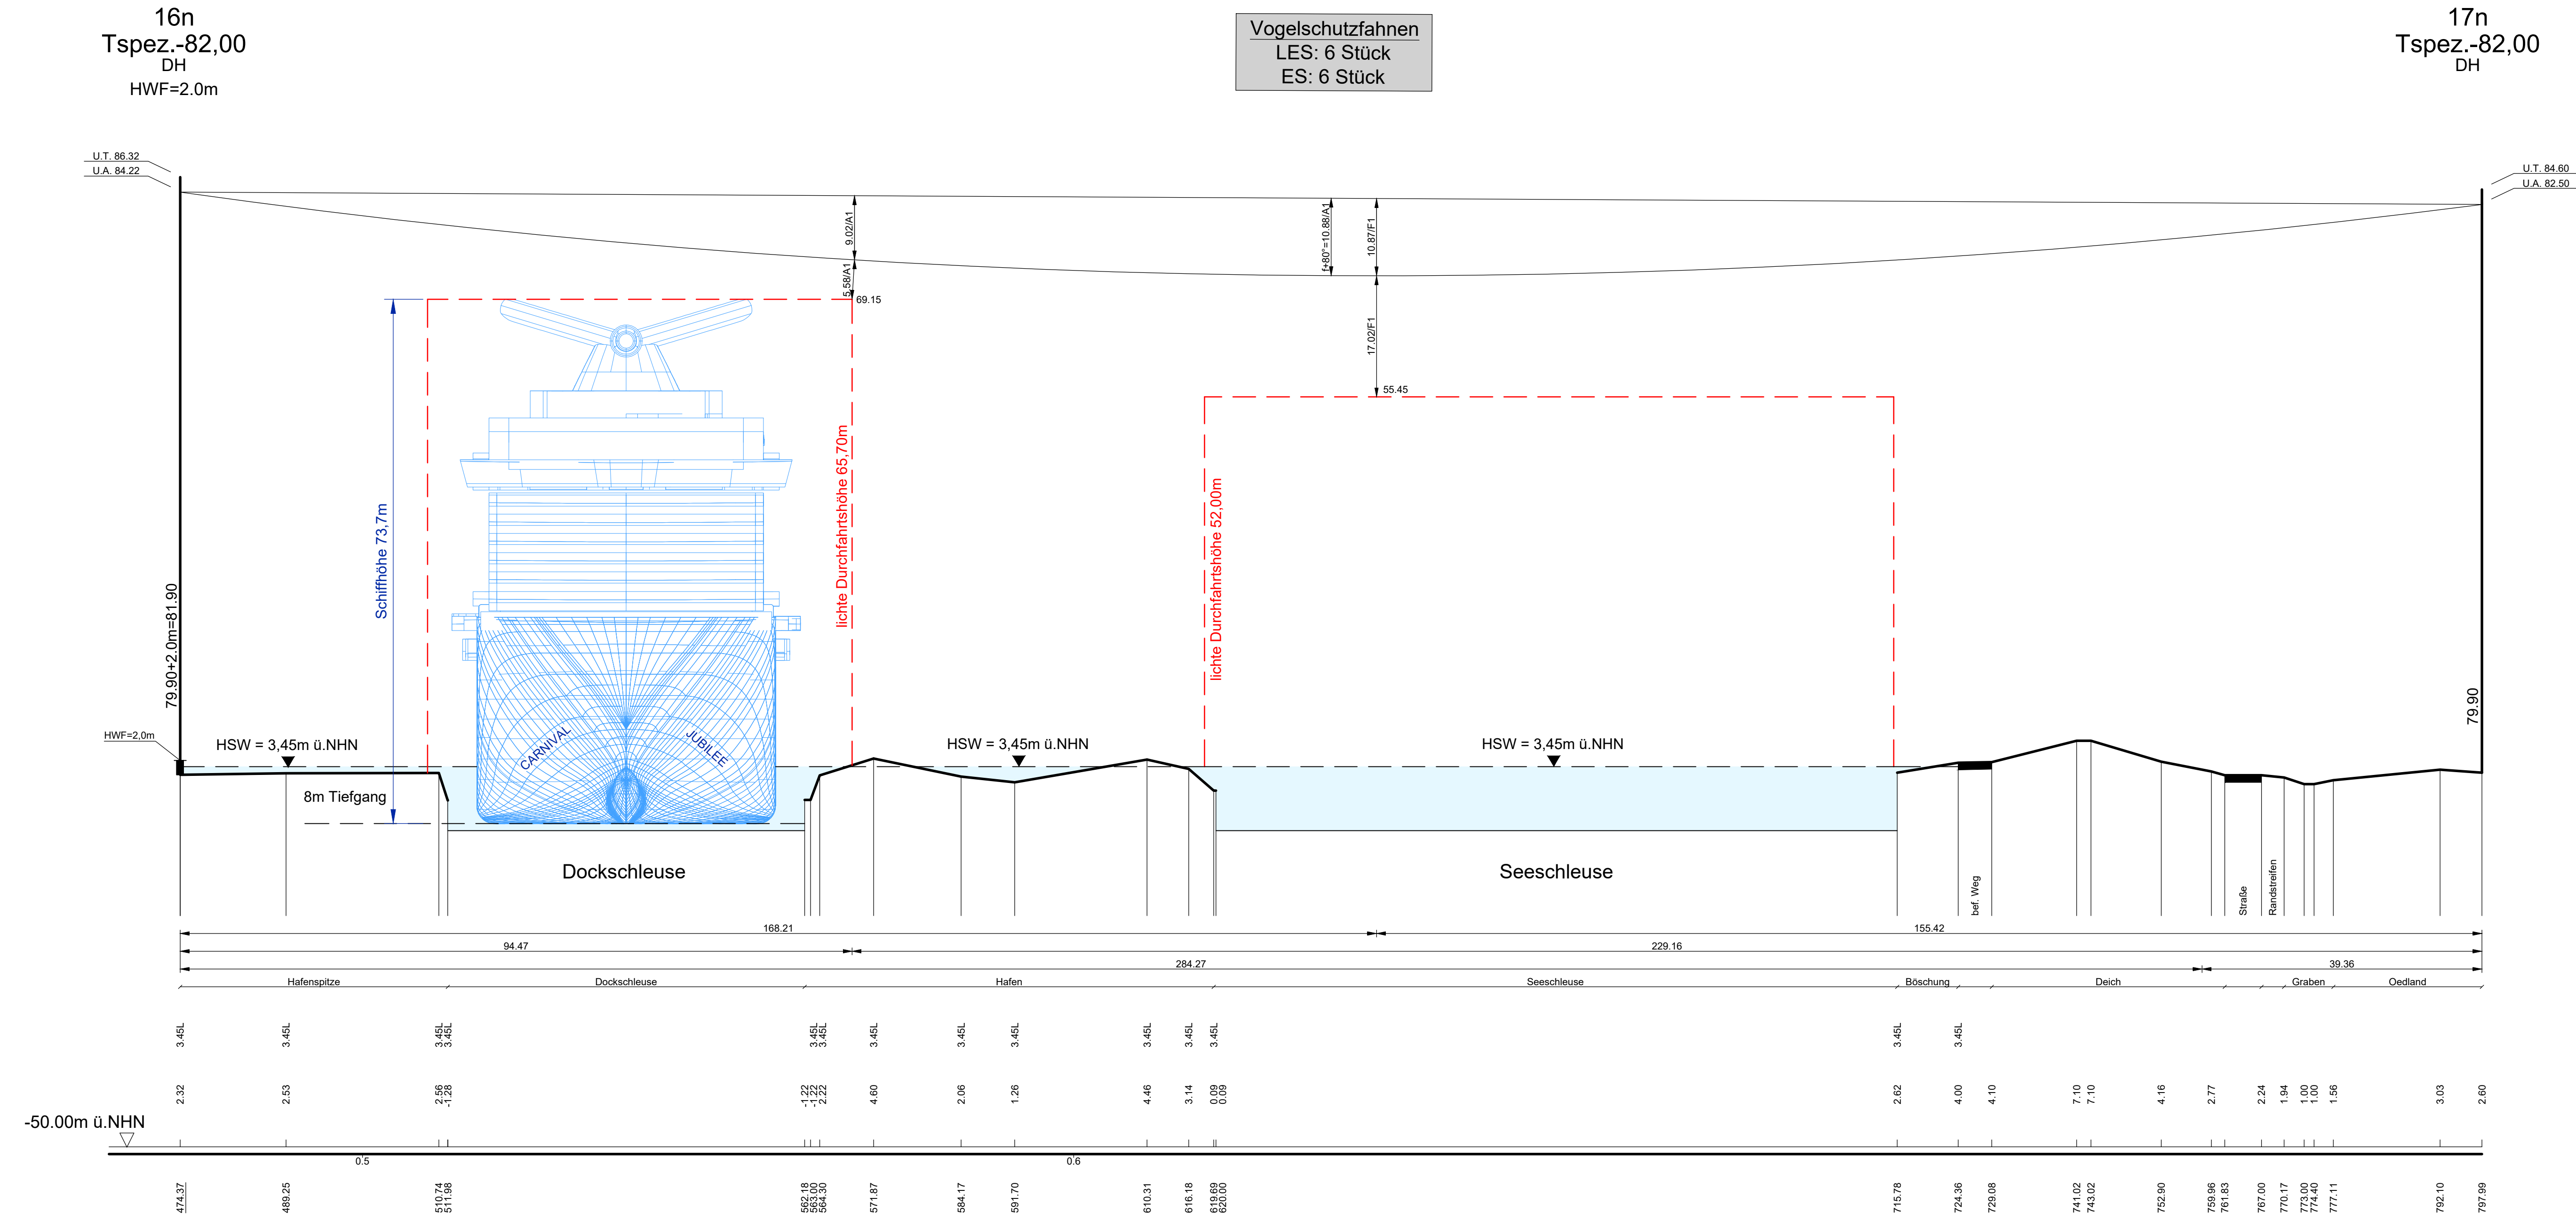 16n
Tspez.-82,00
DH
HWF=2.0m
Vogelschutzfahnen
LES: 6 Stück
ES: 6 Stück
17n
Tspez.-82,00
DH
U.T. 86.32
U.A. 84.22
U.T. 84.60
U.A. 82.50
9.02/A1
5.58/A1
69.15
f+80°=10.88/A1
10.87/F1
17.02/F1
55.45
Schiffhöhe 73,7m
lichte Durchfahrtshöhe 65,70m
lichte Durchfahrtshöhe 52,00m
79.90+2.0m=81.90
79.90
HWF=2,0m
HSW = 3,45m ü.NHN
HSW = 3,45m ü.NHN
HSW = 3,45m ü.NHN
CARNIVAL
JUBILEE
8m Tiefgang
Dockschleuse
Seeschleuse
bef. Weg
Straße
Randstreifen
168.21
155.42
94.47
229.16
284.27
39.36
Hafenspitze
Dockschleuse
Hafen
Seeschleuse
Böschung
Deich
Graben
Oedland
3.45L
3.45L
3.45L
3.45L
3.45L
3.45L
3.45L
3.45L
3.45L
3.45L
3.45L
3.45L
3.45L
3.45L
2.32
2.53
2.56
-1.28
-1.22
-1.22
2.22
4.60
2.06
1.26
4.46
3.14
0.09
0.09
2.62
4.00
4.10
7.10
7.10
4.16
2.77
2.24
1.94
1.00
1.00
1.56
3.03
2.60
-50.00m ü.NHN
0.5
0.6
474.37
489.25
510.74
511.98
562.18
563.00
564.30
571.87
584.17
591.70
610.31
616.18
619.69
620.00
715.78
724.36
729.08
741.02
743.02
752.90
759.96
761.83
767.00
770.17
773.00
774.40
777.11
792.10
797.99